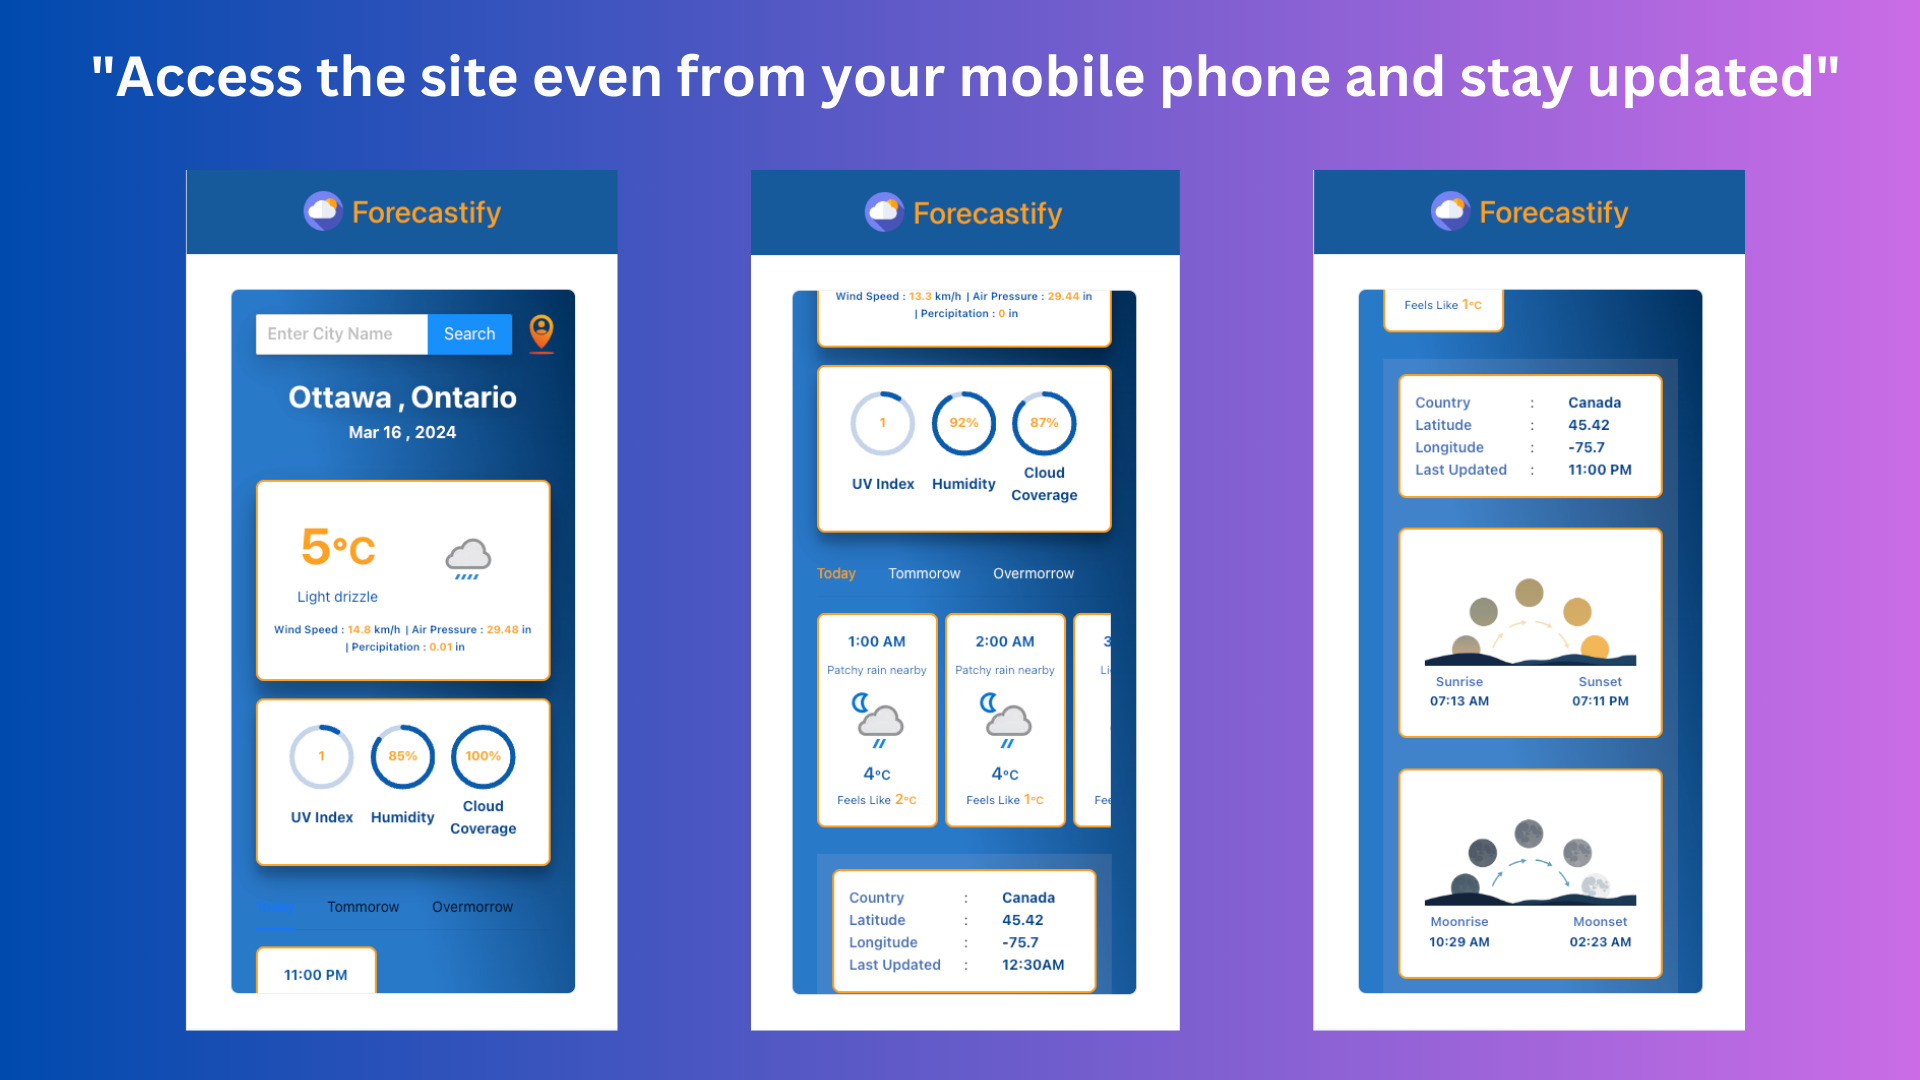 "Access the site even from your mobile phone and stay updated"
Forecastify
Enter City Name
Search
Ottawa , Ontario
Mar 16 , 2024
5°C
Light drizzle
Wind Speed : 14.8 km/h | Air Pressure : 29.48 in
| Percipitation : 0.01 in
1 85% 100%
UV Index Humidity Cloud
Coverage
Today Tommorow Overmorrow
11:00 PM
Forecastify
Wind Speed : 13.3 km/h | Air Pressure : 29.44 in
| Percipitation : 0 in
1 92% 87%
UV Index Humidity Cloud
Coverage
Today Tommorow Overmorrow
1:00 AM 2:00 AM 3
Patchy rain nearby Patchy rain nearby Li
4°C 4°C
Feels Like 2°C Feels Like 1°C Fee
Country : Canada
Latitude : 45.42
Longitude : -75.7
Last Updated : 12:30AM
Forecastify
Feels Like 1°C
Country : Canada
Latitude : 45.42
Longitude : -75.7
Last Updated : 11:00 PM
Sunrise Sunset
07:13 AM 07:11 PM
Moonrise Moonset
10:29 AM 02:23 AM